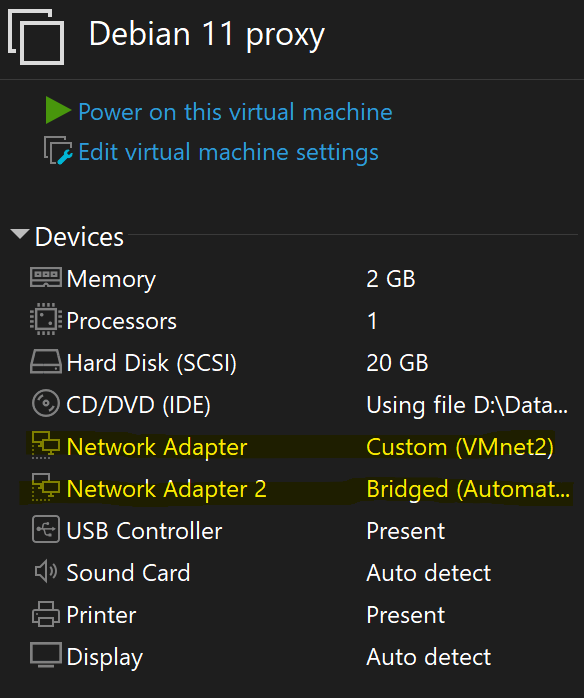 Debian 11 proxy
Power on this virtual machine
Edit virtual machine settings
Devices
Memory 2 GB
Processors 1
Hard Disk (SCSI) 20 GB
CD/DVD (IDE) Using file D:\Data...
Network Adapter Custom (VMnet2)
Network Adapter 2 Bridged (Automat...
USB Controller Present
Sound Card Auto detect
Printer Present
Display Auto detect